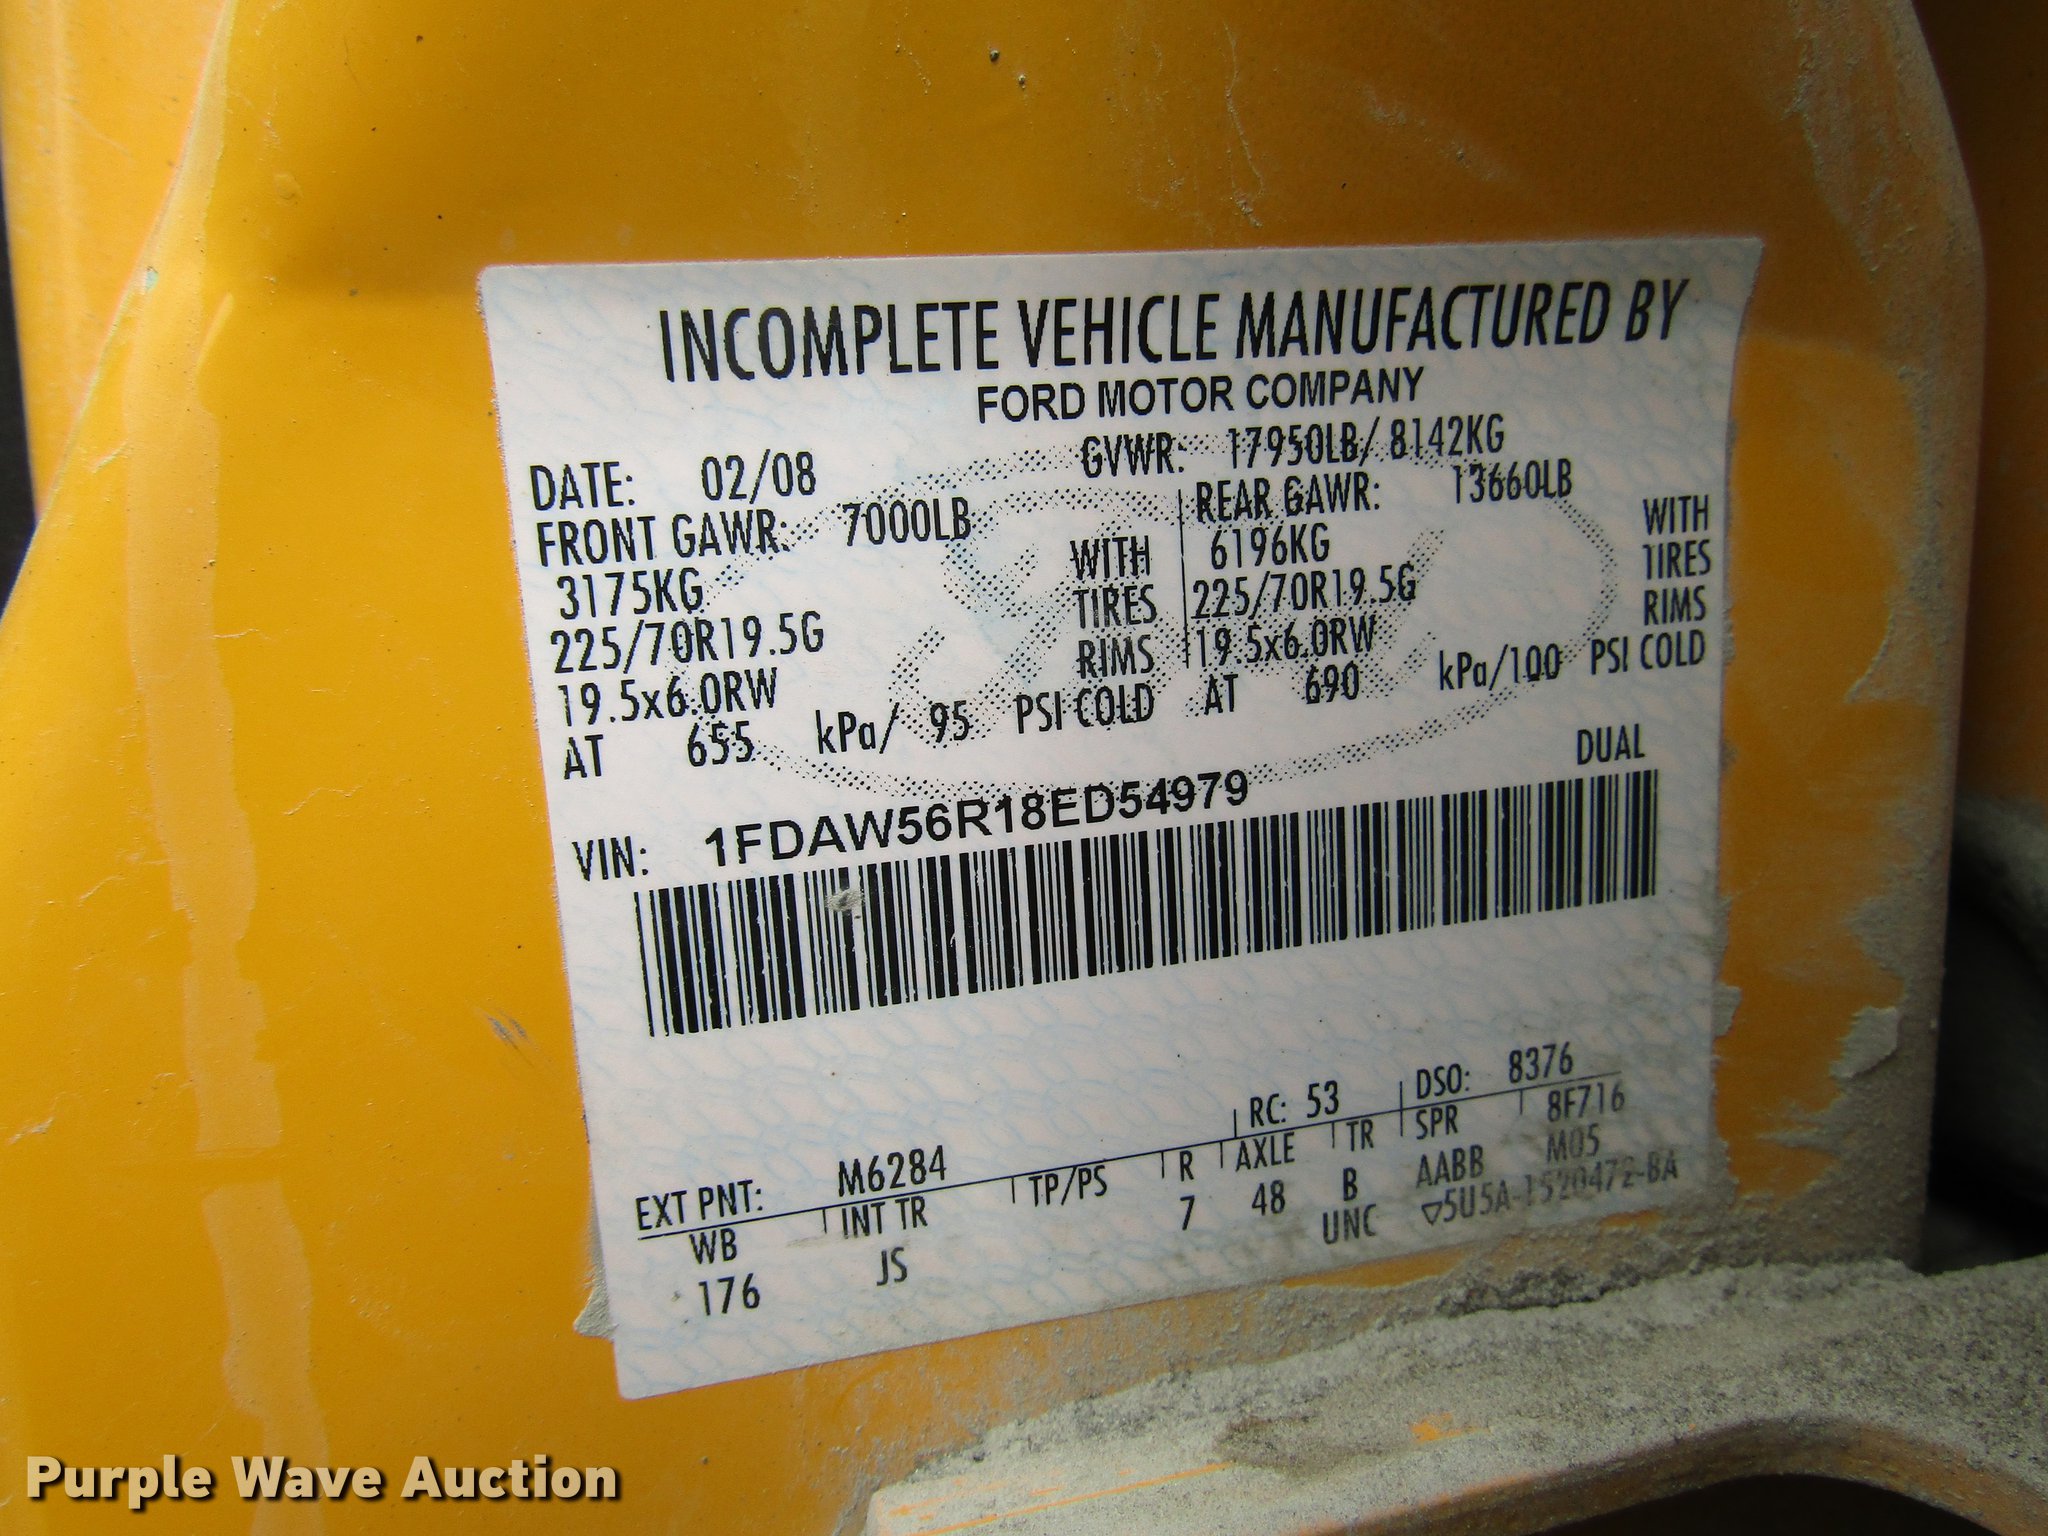 INCOMPLETE VEHICLE MANUFACTURED BY
FORD MOTOR COMPANY
DATE: 02/08 GVWR: 17950LB/ 8142KG
FRONT GAWR: 7000LB REAR GAWR: 13660LB
3175KG WITH 6196KG WITH
225/70R19.5G TIRES 225/70R19.5G TIRES
19.5x6.0RW RIMS 19.5x6.0RW RIMS
AT 655 kPa/ 95 PSI COLD AT 690 kPa/100 PSI COLD
VIN: 1FDAW56R18ED54979 DUAL
EXT PNT: M6284 RC: 53 DSO: 8376
WB INT TR TP/PS R AXLE TR SPR 8F716
176 JS 7 48 B AABB M05
UNC ▽5U5A-1520472-BA
Purple Wave Auction